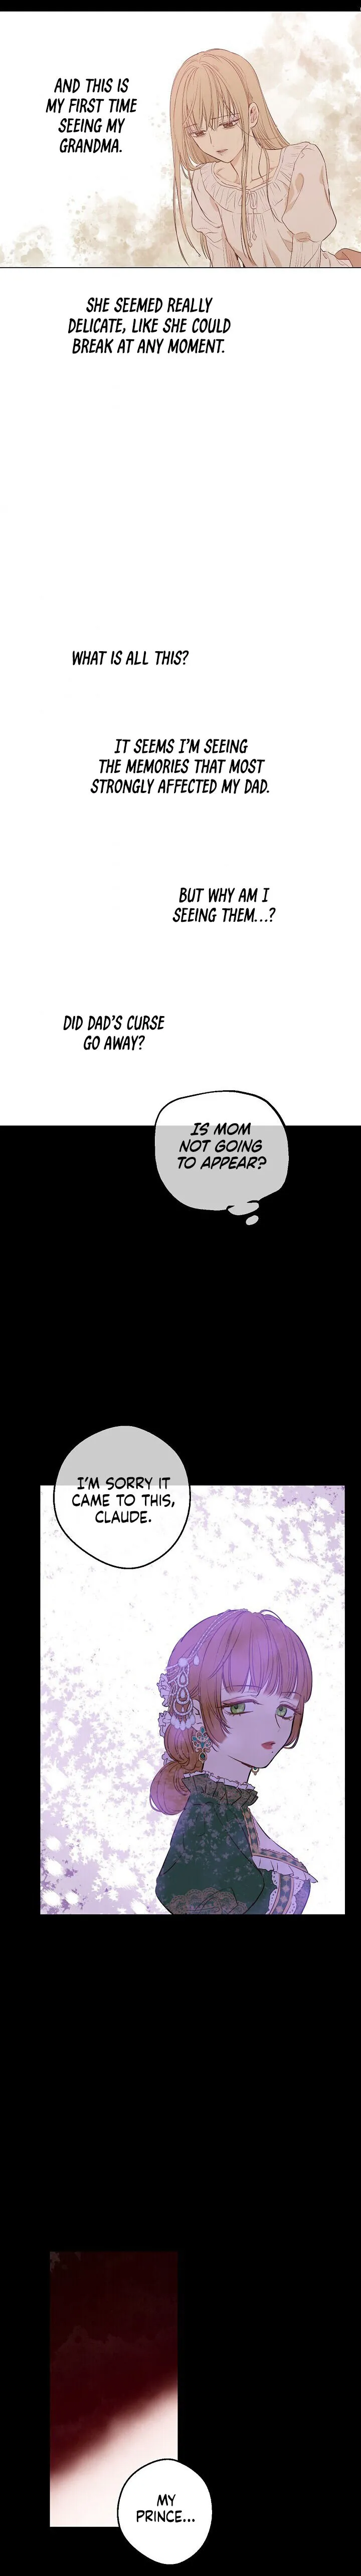 AND THIS IS
MY FIRST TIME
SEEING MY
GRANDMA.
SHE SEEMED REALLY
DELICATE, LIKE SHE COULD
BREAK AT ANY MOMENT.
WHAT IS ALL THIS?
IT SEEMS I'M SEEING
THE MEMORIES THAT MOST
STRONGLY AFFECTED MY DAD.
BUT WHY AM I
SEEING THEM...?
DID DAD'S CURSE
GO AWAY?
IS MOM
NOT GOING
TO APPEAR?
I'M SORRY IT
CAME TO THIS,
CLAUDE.
MY
PRINCE...